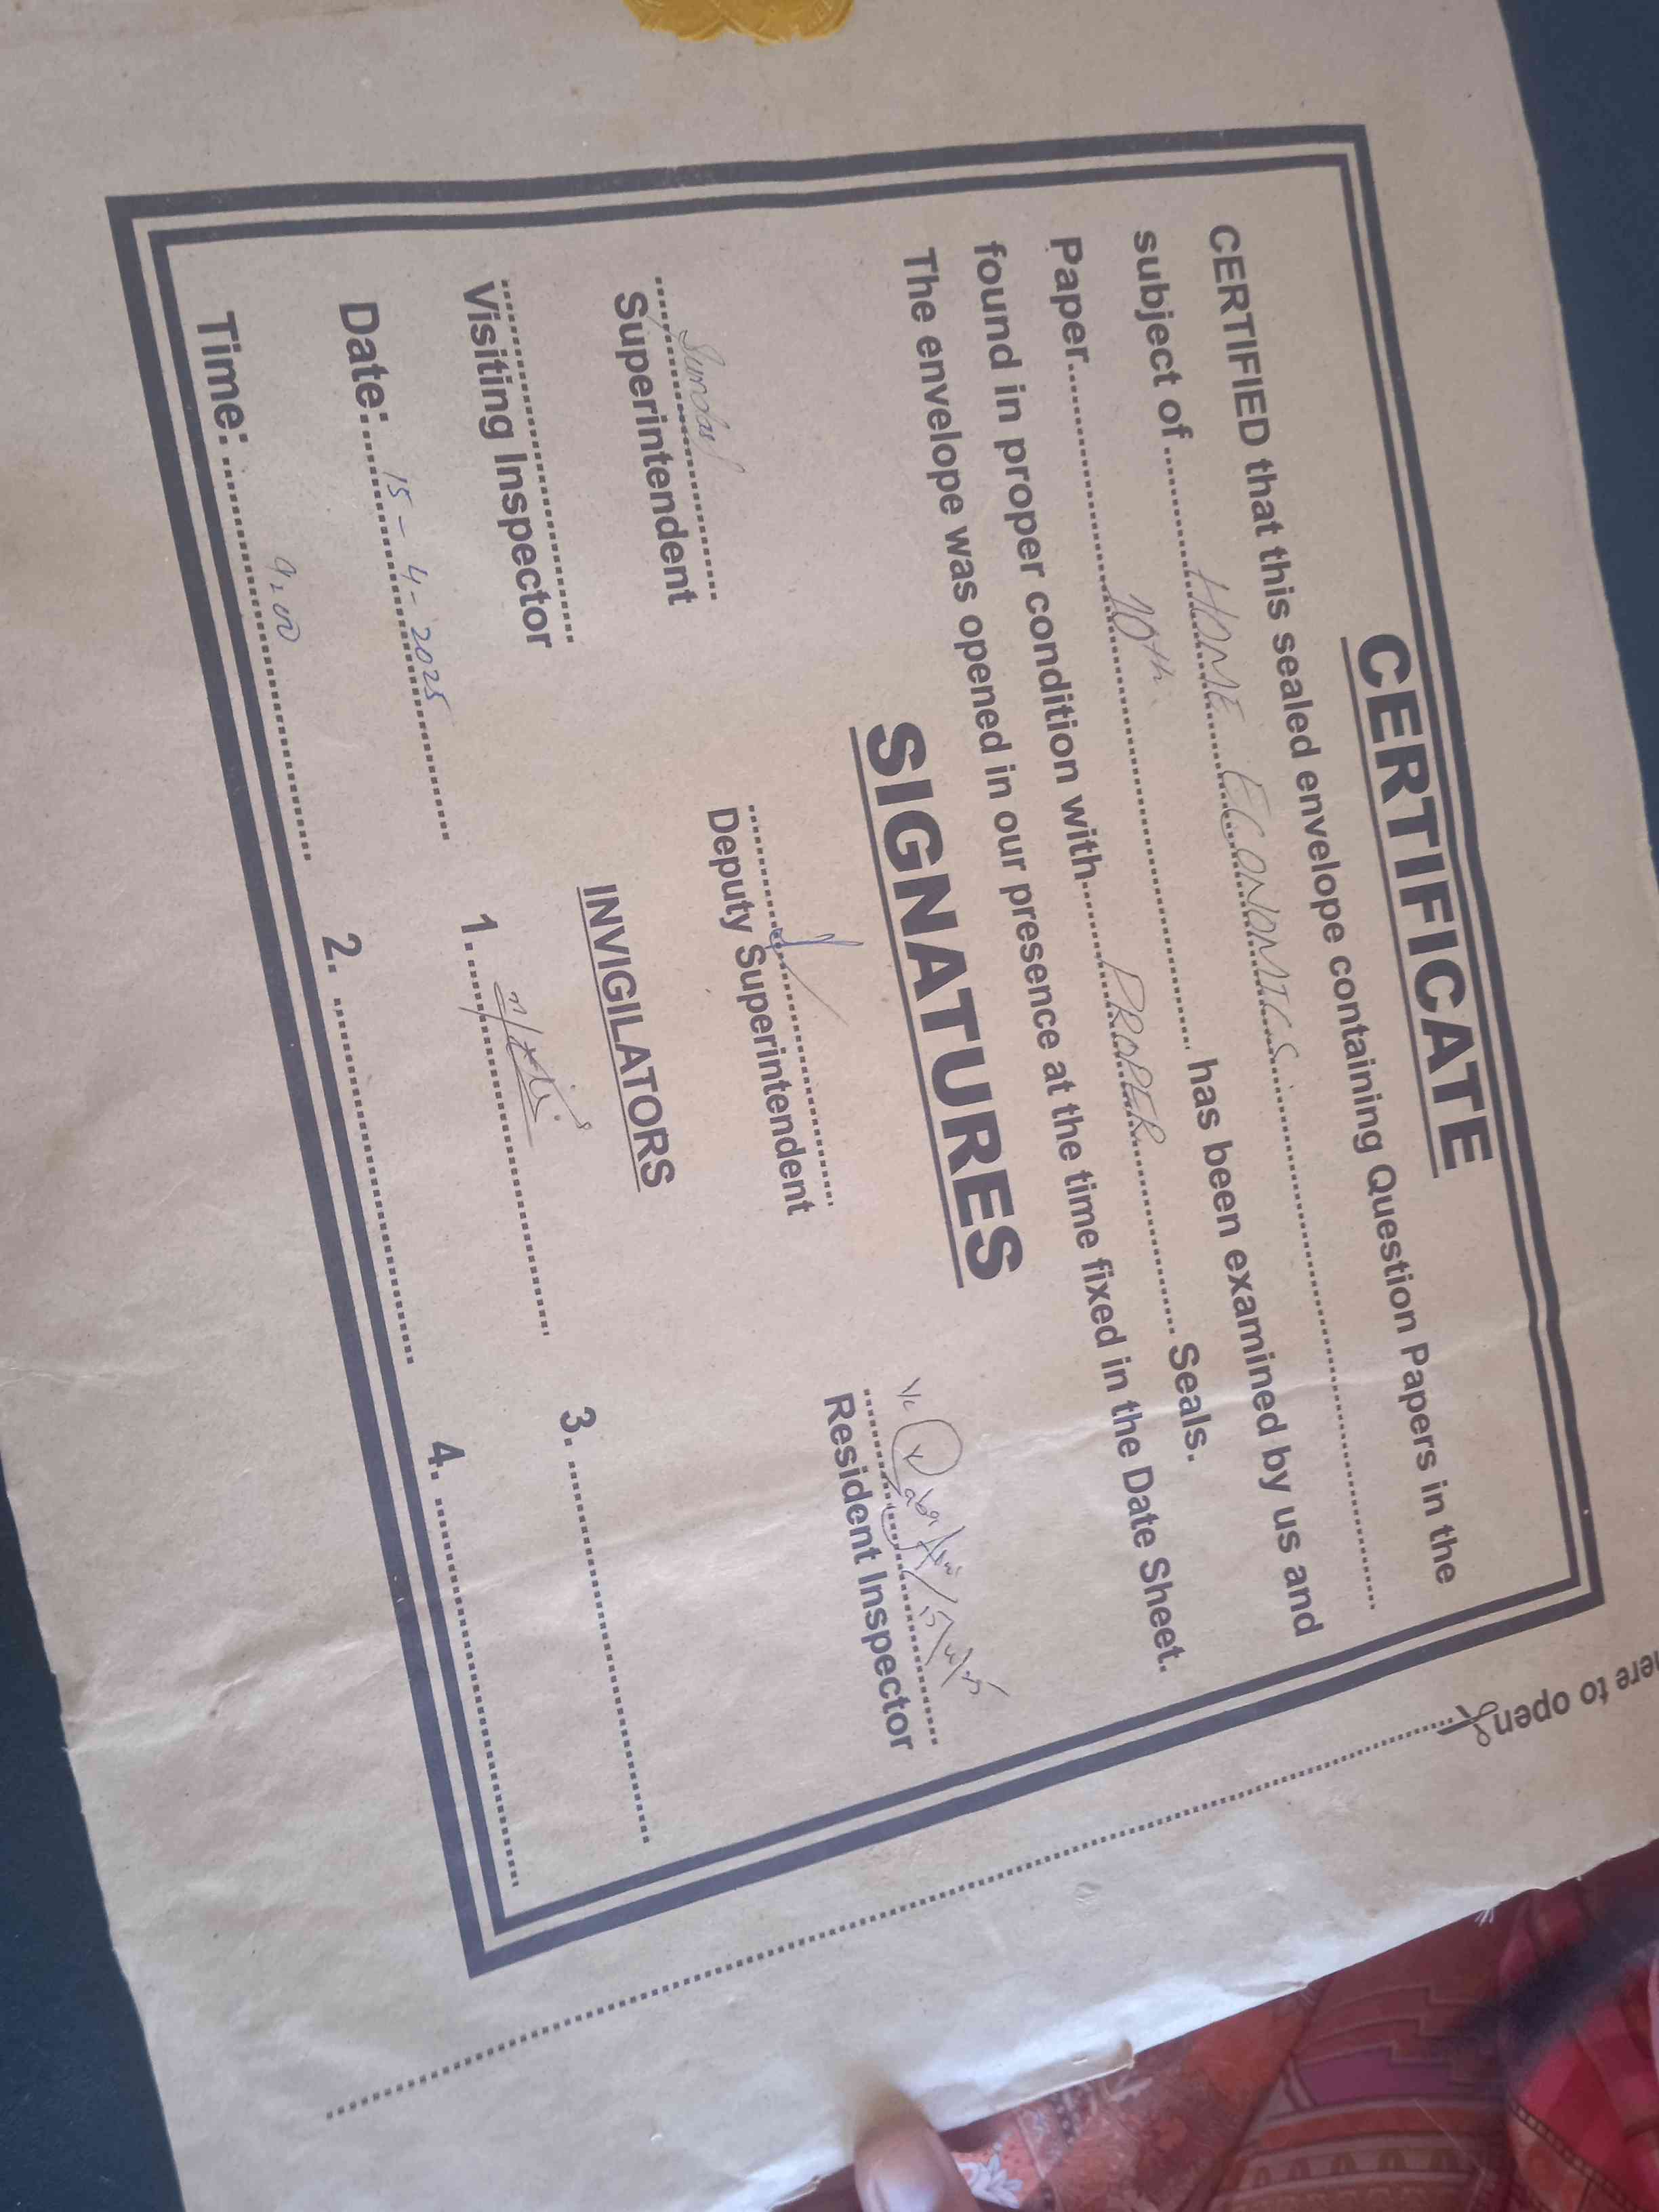 CERTIFICATE
CERTIFIED that this sealed envelope containing Question Papers in the
subject of HOME ECONOMICS
Paper 10th has been examined by us and
found in proper condition with PROPER Seals.
The envelope was opened in our presence at the time fixed in the Date Sheet.
SIGNATURES
Superintendent
Deputy Superintendent
Resident Inspector
Visiting Inspector
INVIGILATORS
Date: 15-4-2025
1.
3.
Time: 9:00
2.
4.
here to open